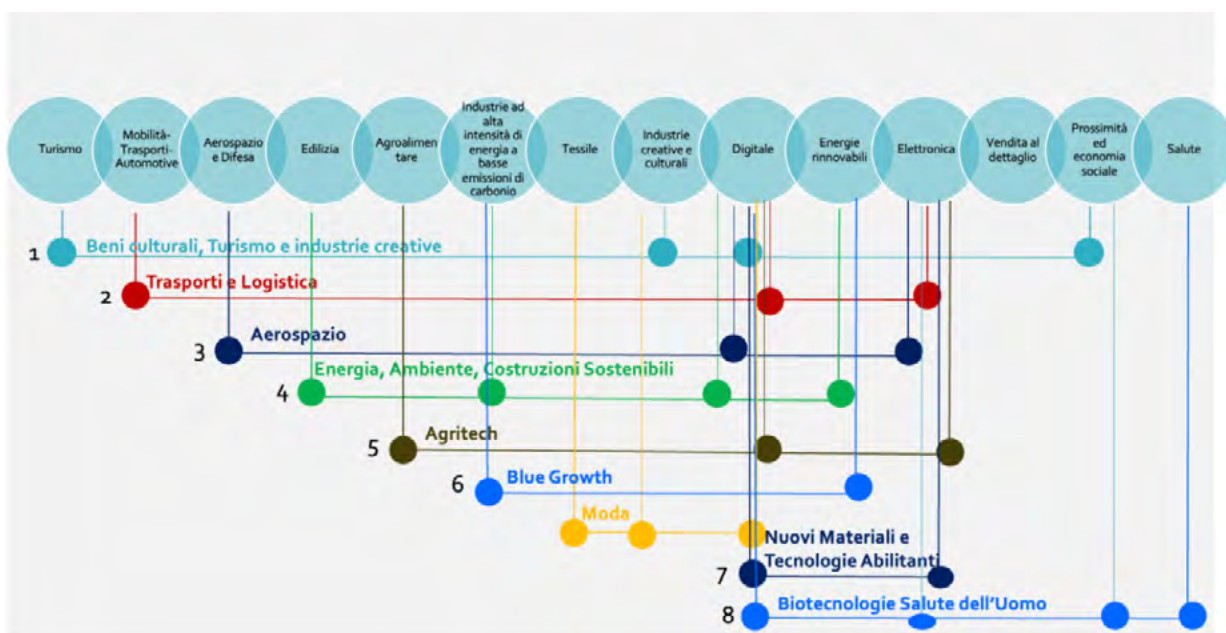 Turismo
Mobilità-
Trasporti-
Automotive
Aerospazio
e Difesa
Edilizia
Agroalimen
tare
Industrie ad
alta
intensità di
energia a
basse
emissioni di
carbonio
Tessile
Industrie
creative e
culturali
Digitale
Energie
rinnovabili
Elettronica
Vendita al
dettaglio
Prossimità
ed
economia
sociale
Salute
1 Beni culturali, Turismo e industrie creative
2 Trasporti e Logistica
3 Aerospazio
4 Energia, Ambiente, Costruzioni Sostenibili
5 Agritech
6 Blue Growth
Moda
7 Nuovi Materiali e
Tecnologie Abilitanti
8 Biotecnologie Salute dell'Uomo